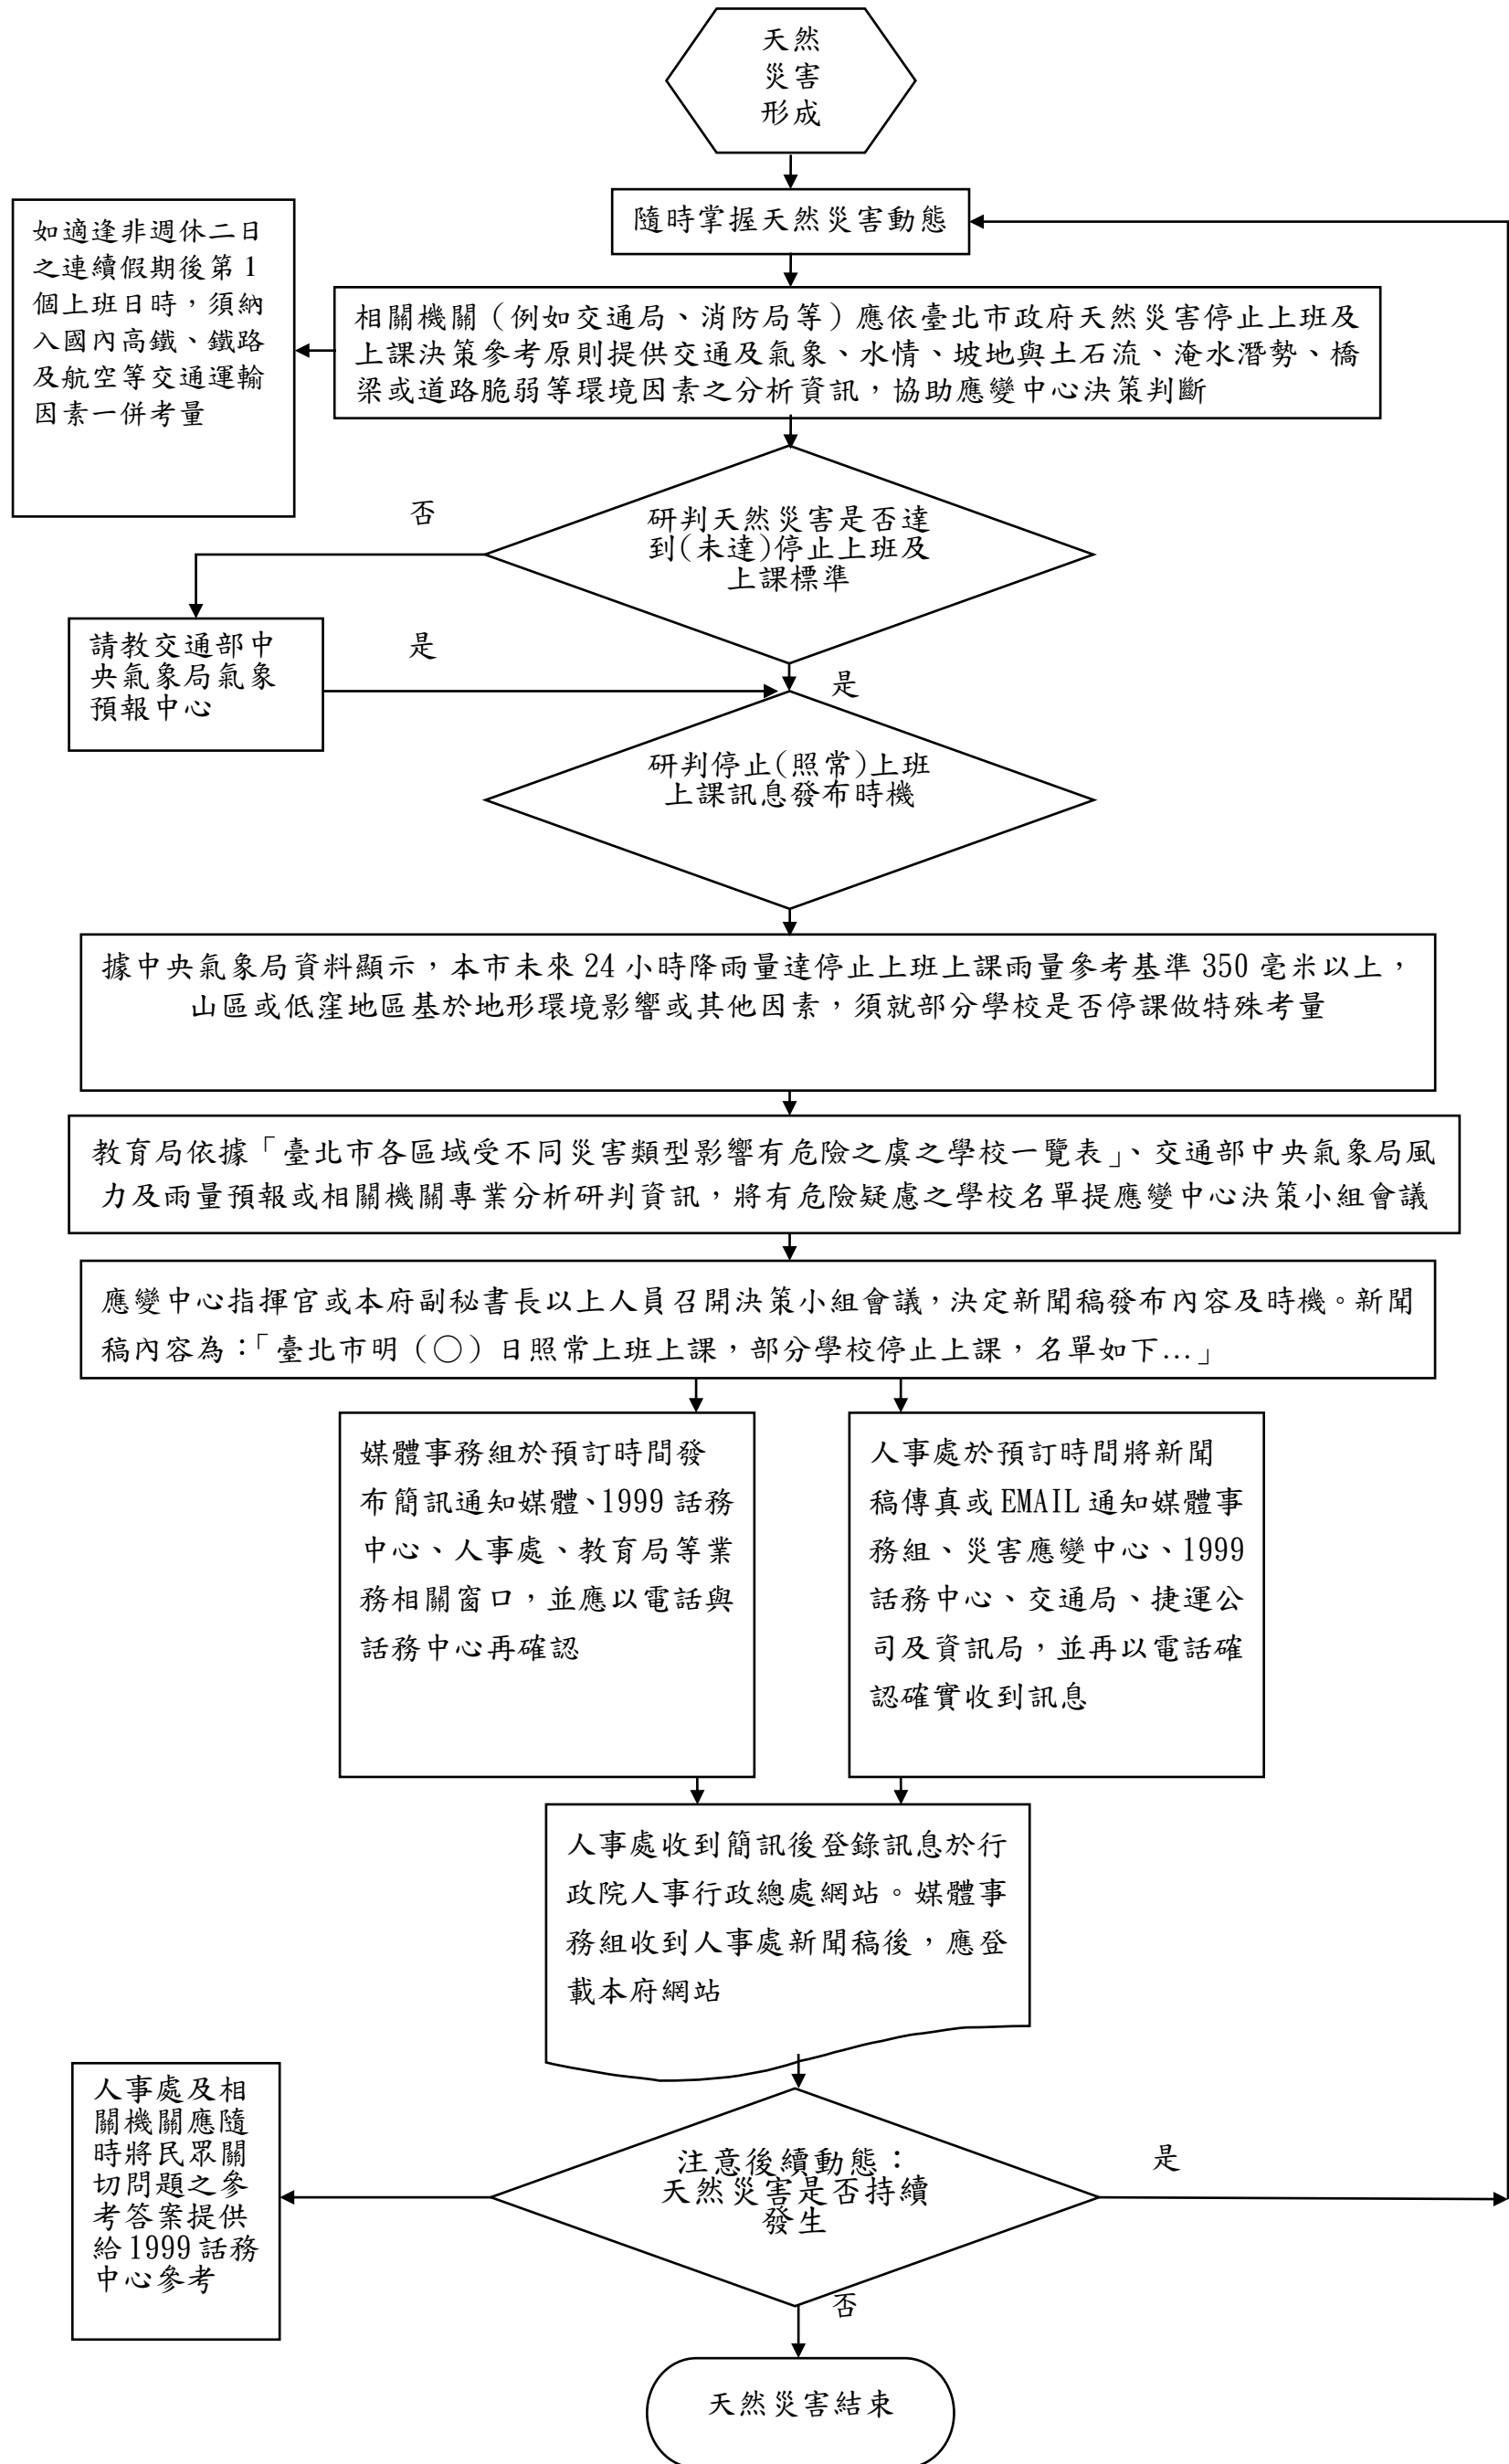 天然
災害
形成
隨時掌握天然災害動態
如適逢非週休二日
之連續假期後第1
個上班日時，須納
入國內高鐵、鐵路
及航空等交通運輸
因素一併考量
相關機關（例如交通局、消防局等）應依臺北市政府天然災害停止上班及
上課決策參考原則提供交通及氣象、水情、坡地與土石流、淹水潛勢、橋
梁或道路脆弱等環境因素之分析資訊，協助應變中心決策判斷
否
研判天然災害是否達
到(未達)停止上班及
上課標準
請教交通部中
央氣象局氣象
預報中心
是
是
研判停止(照常)上班
上課訊息發布時機
據中央氣象局資料顯示，本市未來24小時降雨量達停止上班上課雨量參考基準350毫米以上，
山區或低窪地區基於地形環境影響或其他因素，須就部分學校是否停課做特殊考量
教育局依據「臺北市各區域受不同災害類型影響有危險之虞之學校一覽表」、交通部中央氣象局風
力及雨量預報或相關機關專業分析研判資訊，將有危險疑慮之學校名單提應變中心決策小組會議
應變中心指揮官或本府副秘書長以上人員召開決策小組會議，決定新聞稿發布內容及時機。新聞
稿內容為：「臺北市明（○）日照常上班上課，部分學校停止上課，名單如下…」
媒體事務組於預訂時間發
布簡訊通知媒體、1999話務
中心、人事處、教育局等業
務相關窗口，並應以電話與
話務中心再確認
人事處於預訂時間將新聞
稿傳真或EMAIL通知媒體事
務組、災害應變中心、1999
話務中心、交通局、捷運公
司及資訊局，並再以電話確
認確實收到訊息
人事處收到簡訊後登錄訊息於行
政院人事行政總處網站。媒體事
務組收到人事處新聞稿後，應登
載本府網站
人事處及相
關機關應隨
時將民眾關
切問題之參
考答案提供
給1999話務
中心參考
注意後續動態：
天然災害是否持續
發生
是
否
天然災害結束